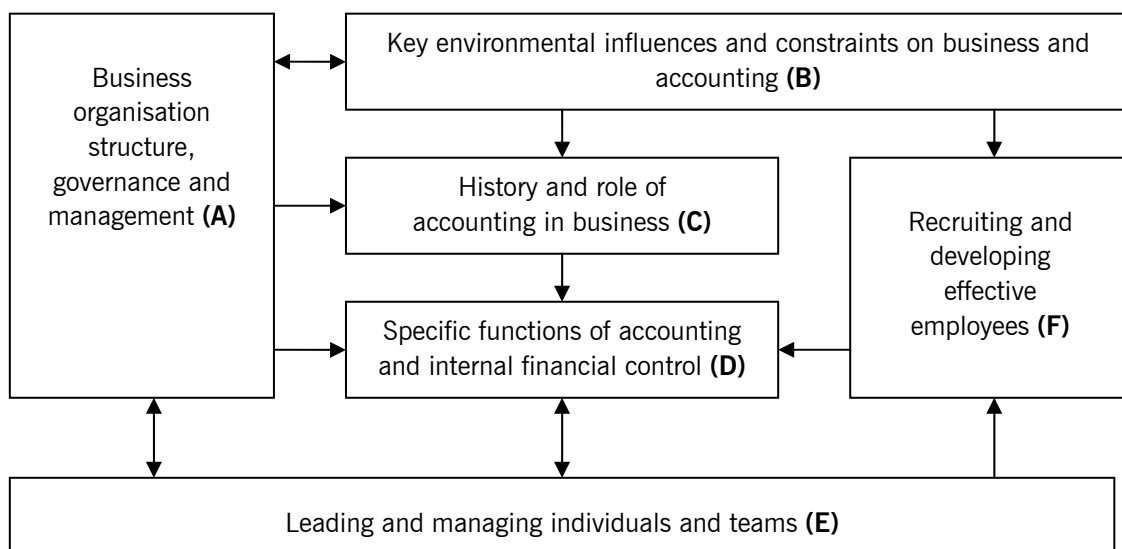 Business
organisation
structure,
governance and
management (A)
Key environmental influences and constraints on business and
accounting (B)
History and role of
accounting in business (C)
Specific functions of accounting
and internal financial control (D)
Recruiting and
developing
effective
employees (F)
Leading and managing individuals and teams (E)